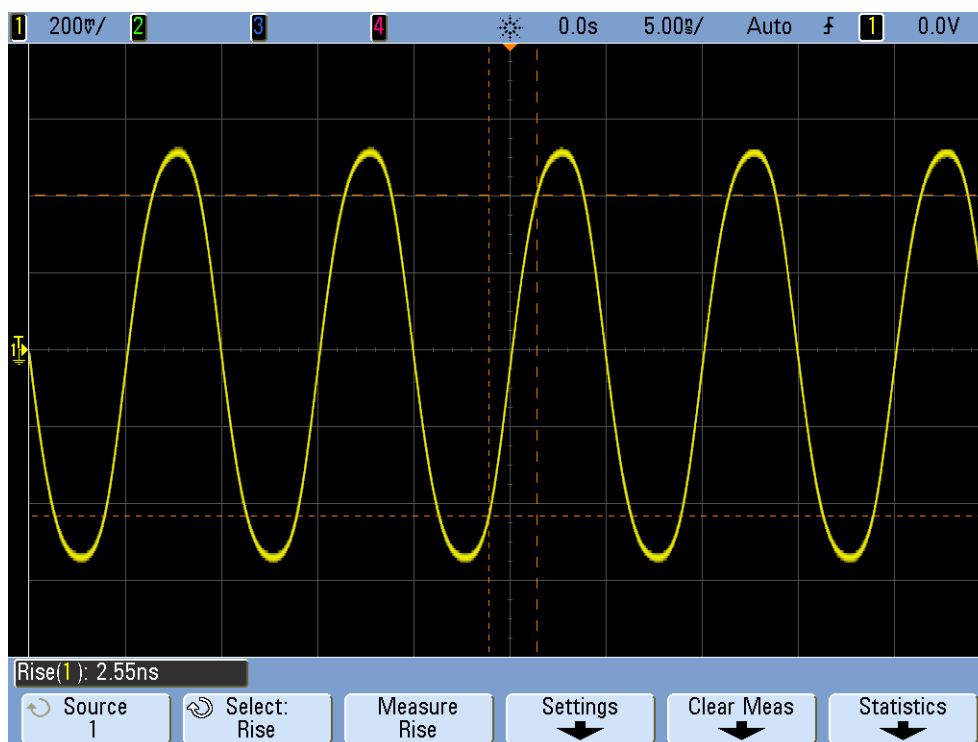 1 200mV/ 2 3 4 0.0s 5.00ns/ Auto 1 0.0V
T
1
Rise(1): 2.55ns
Source Select: Measure Settings Clear Meas Statistics
1 Rise Rise